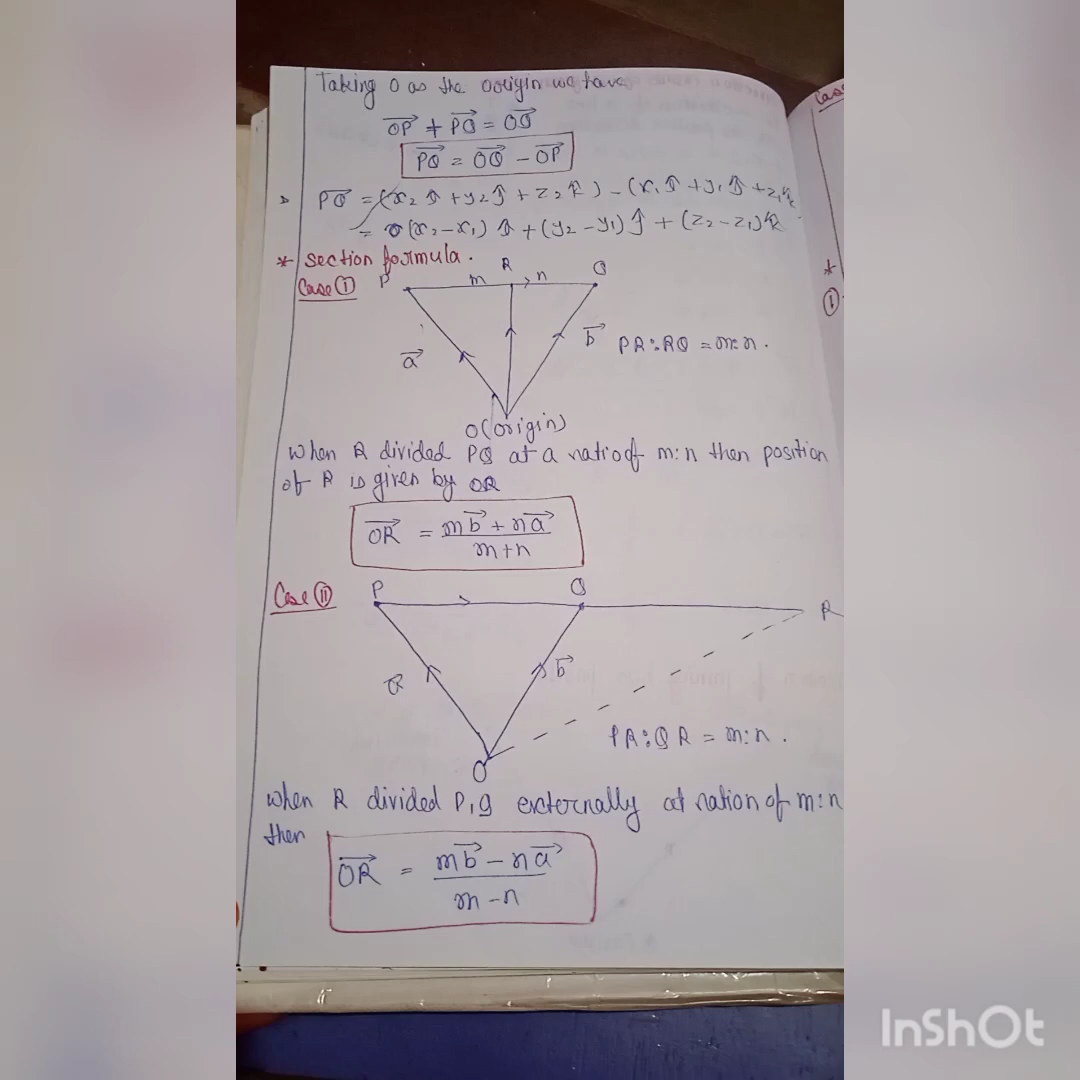 Taking O as the origin we have
OP + PQ = OQ
PQ = OQ - OP
PQ = (x2 î + y2 ĵ + z2 k̂) - (x1 î + y1 ĵ + z1 k̂
= (x2 - x1) î + (y2 - y1) ĵ + (z2 - z1) k̂
* section formula.
Case I
P m R n Q
a b PR:RQ = m:n.
O(origin)
When R divided PQ at a ratio of m:n then position
of R is given by OR
OR = mb + na
m+n
Case II
P Q R
a b
PR:QR = m:n.
O
when R divided P,Q externally at ration of m:n
then
OR = mb - na
m - n
Case
*
I
InShOt